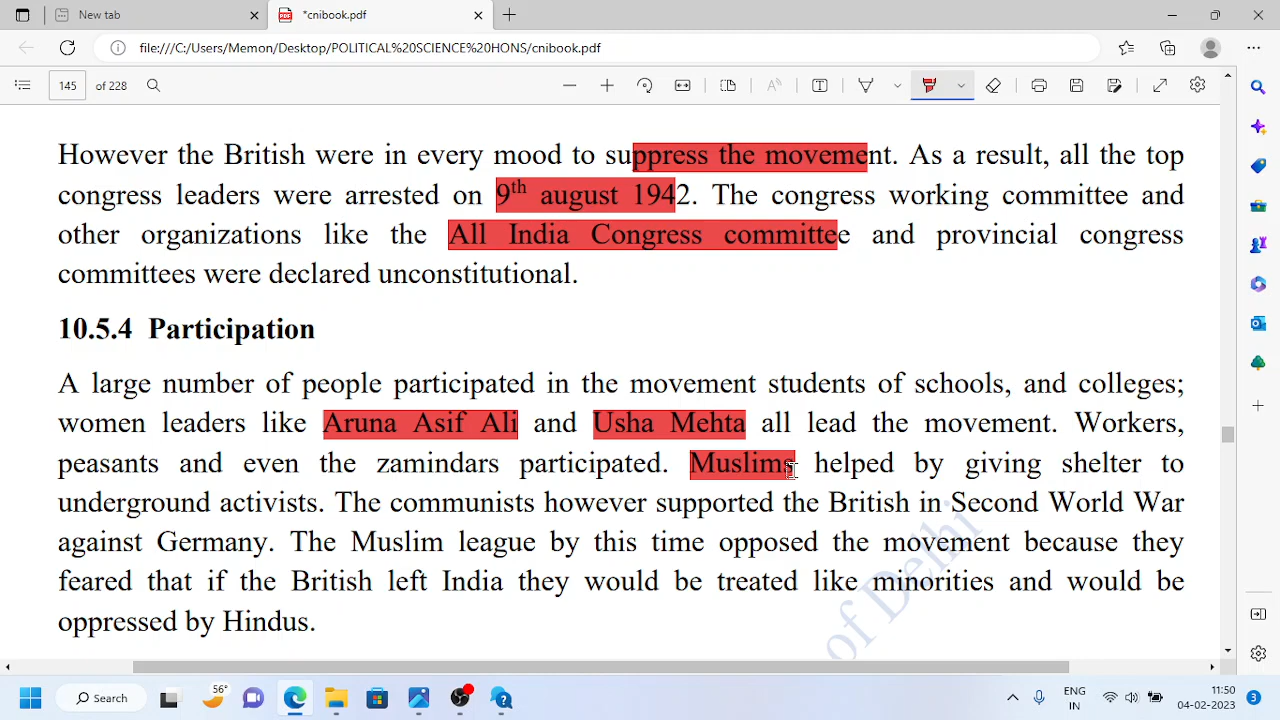 New tab
*cnibook.pdf
file:///C:/Users/Memon/Desktop/POLITICAL%20SCIENCE%20HONS/cnibook.pdf
145 of 228
However the British were in every mood to suppress the movement. As a result, all the top
congress leaders were arrested on 9th august 1942. The congress working committee and
other organizations like the All India Congress committee and provincial congress
committees were declared unconstitutional.
10.5.4 Participation
A large number of people participated in the movement students of schools, and colleges;
women leaders like Aruna Asif Ali and Usha Mehta all lead the movement. Workers,
peasants and even the zamindars participated. Muslims helped by giving shelter to
underground activists. The communists however supported the British in Second World War
against Germany. The Muslim league by this time opposed the movement because they
feared that if the British left India they would be treated like minorities and would be
oppressed by Hindus.
of Delhi
56°
Search
ENG
IN
11:50
04-02-2023
3